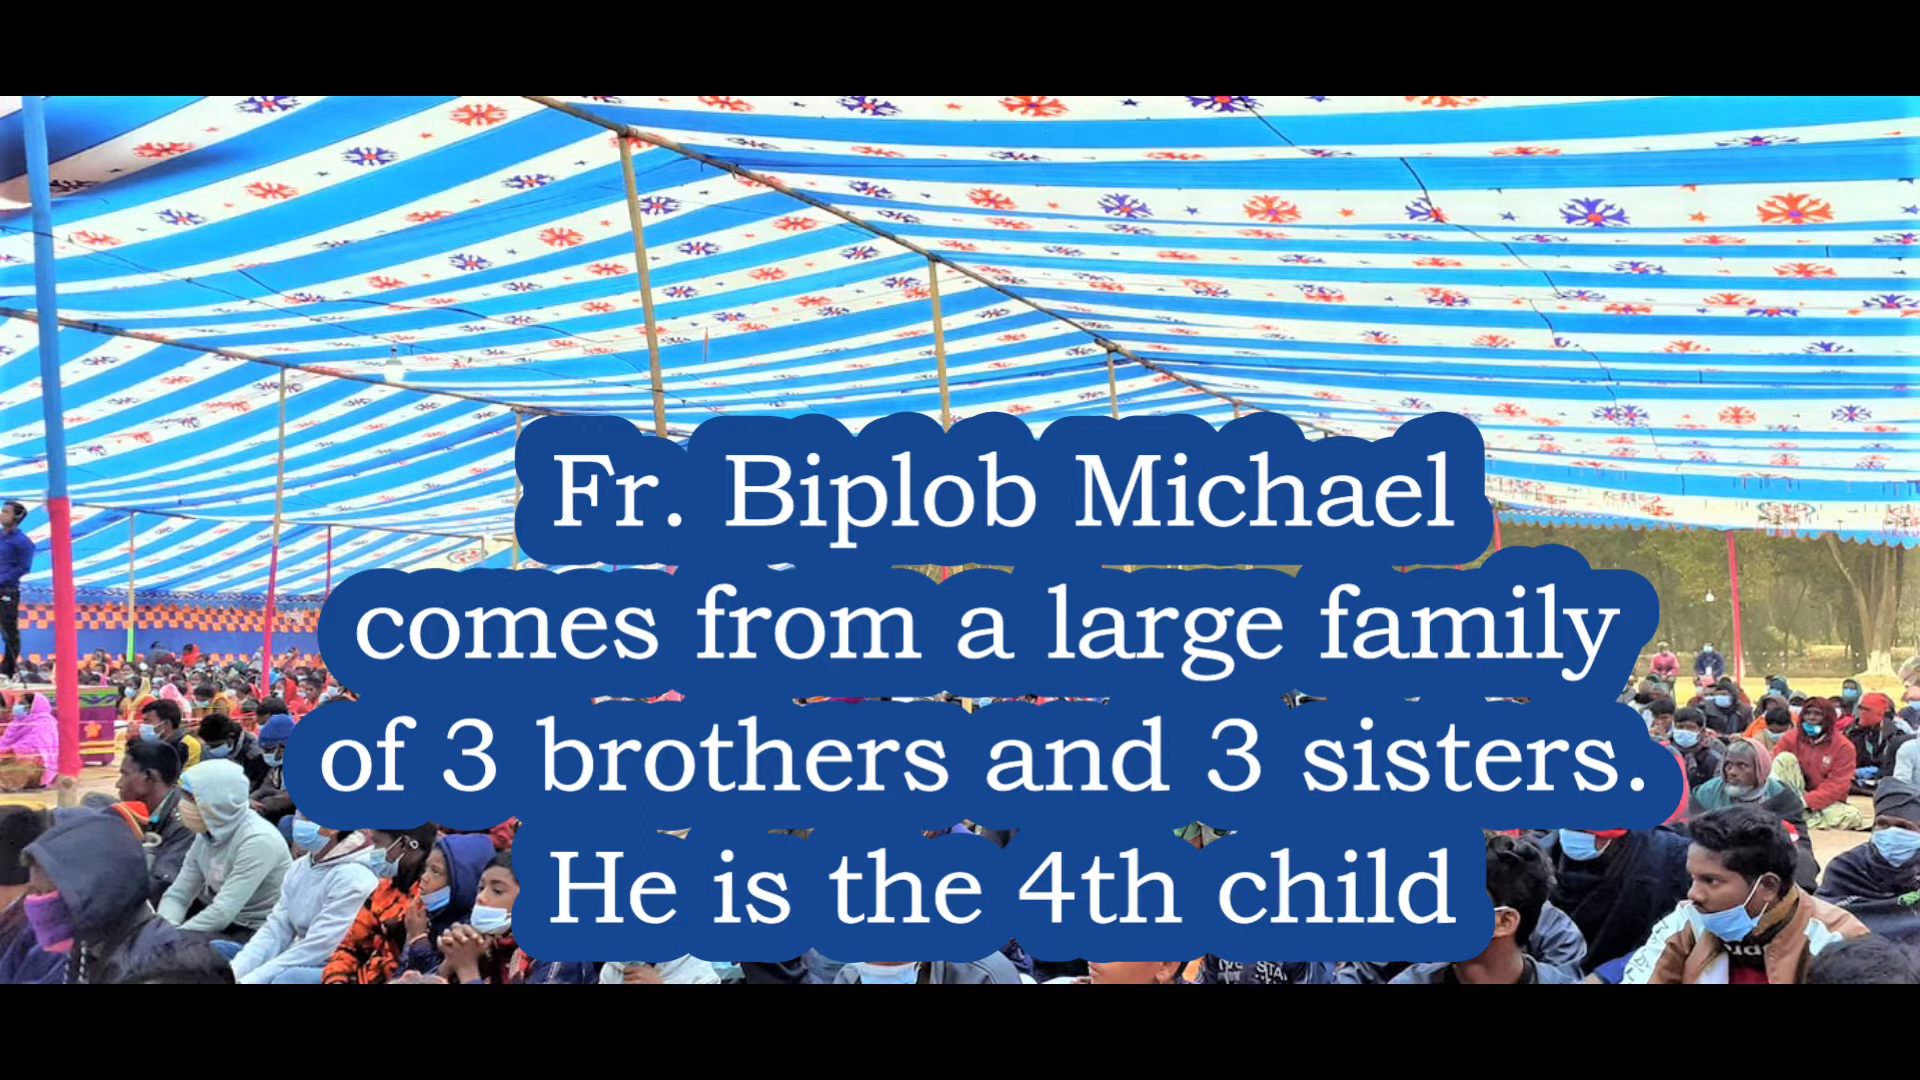 Fr. Biplob Michael
comes from a large family
of 3 brothers and 3 sisters.
He is the 4th child